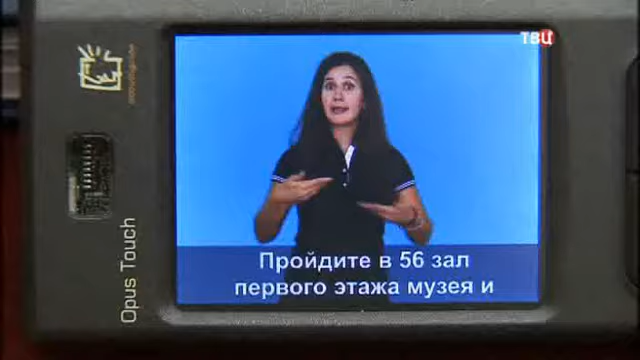 ТВЦ
Opus Touch
Пройдите в 56 зал
первого этажа музея и